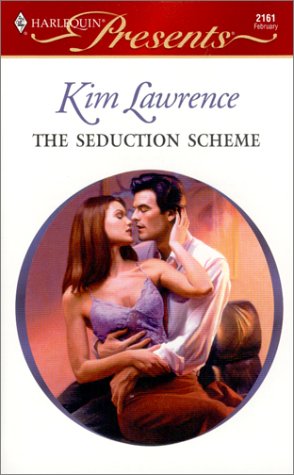 HARLEQUIN®
Presents®
2161
February
Kim Lawrence
THE SEDUCTION SCHEME